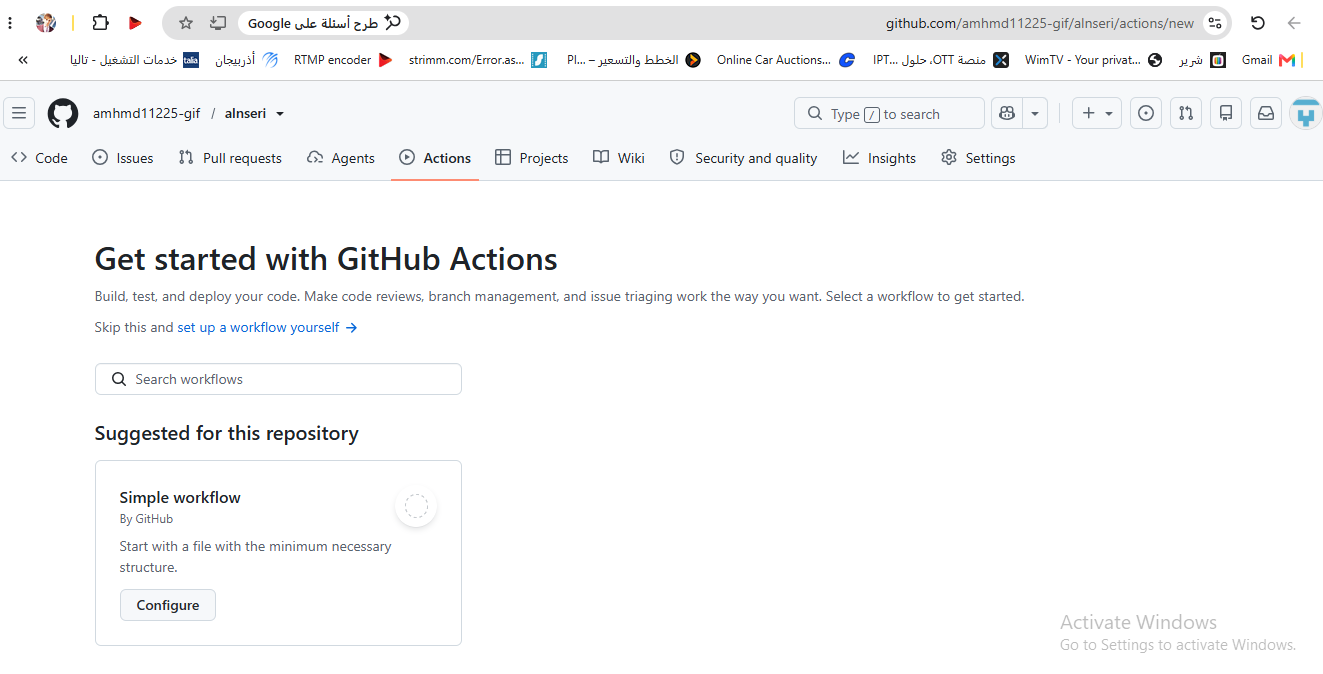 طرح أسئلة على Google
github.com/amhmd11225-gif/alnseri/actions/new
«
خدمات التشغيل - تاليا
talia
أذربيجان
RTMP encoder
strimm.com/Error.as...
الخطط والتسعير – Pl...
Online Car Auctions...
منصة OTT، حلول IPT...
WimTV - Your privat...
شرير
Gmail
amhmd11225-gif / alnseri
Type / to search
Code
Issues
Pull requests
Agents
Actions
Projects
Wiki
Security and quality
Insights
Settings
Get started with GitHub Actions
Build, test, and deploy your code. Make code reviews, branch management, and issue triaging work the way you want. Select a workflow to get started.
Skip this and set up a workflow yourself →
Search workflows
Suggested for this repository
Simple workflow
By GitHub
Start with a file with the minimum necessary
structure.
Configure
Activate Windows
Go to Settings to activate Windows.